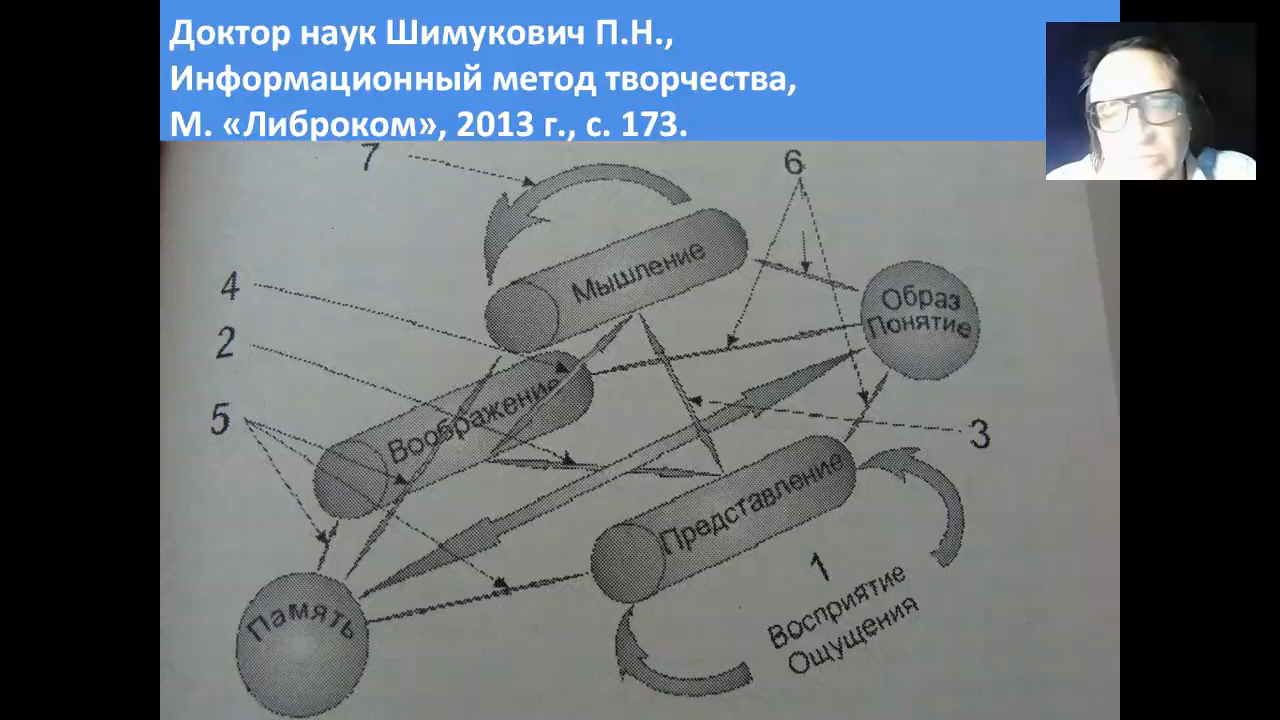 Доктор наук Шимукович П.Н.,
Информационный метод творчества,
М. «Либроком», 2013 г., с. 173.
7
6
Мышление
4
Образ
Понятие
2
Воображение
5
3
Представление
1
Восприятие
Ощущения
Память